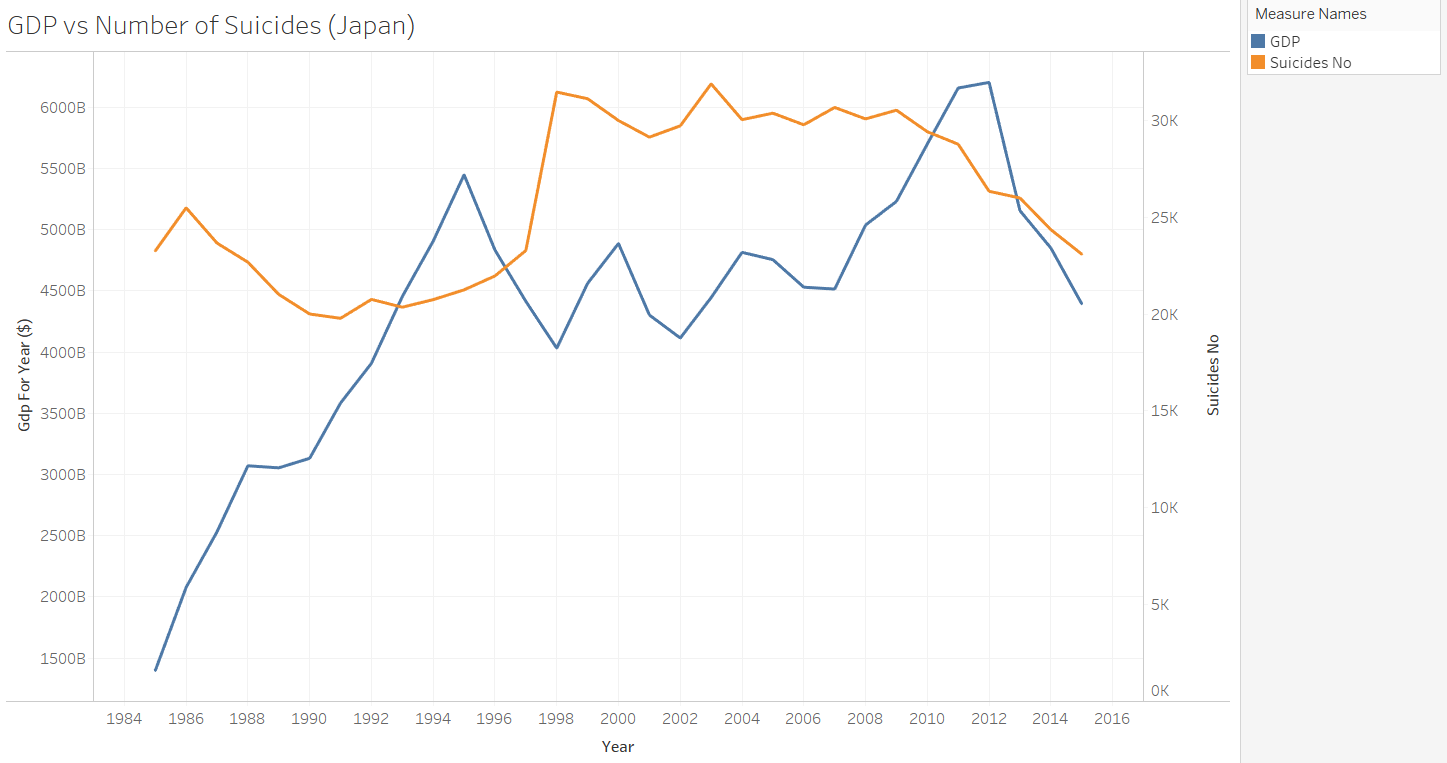 GDP vs Number of Suicides (Japan)
Measure Names
GDP
Suicides No
6000B
5500B
5000B
4500B
4000B
3500B
3000B
2500B
2000B
1500B
Gdp For Year ($)
30K
25K
20K
15K
10K
5K
0K
Suicides No
1984 1986 1988 1990 1992 1994 1996 1998 2000 2002 2004 2006 2008 2010 2012 2014 2016
Year